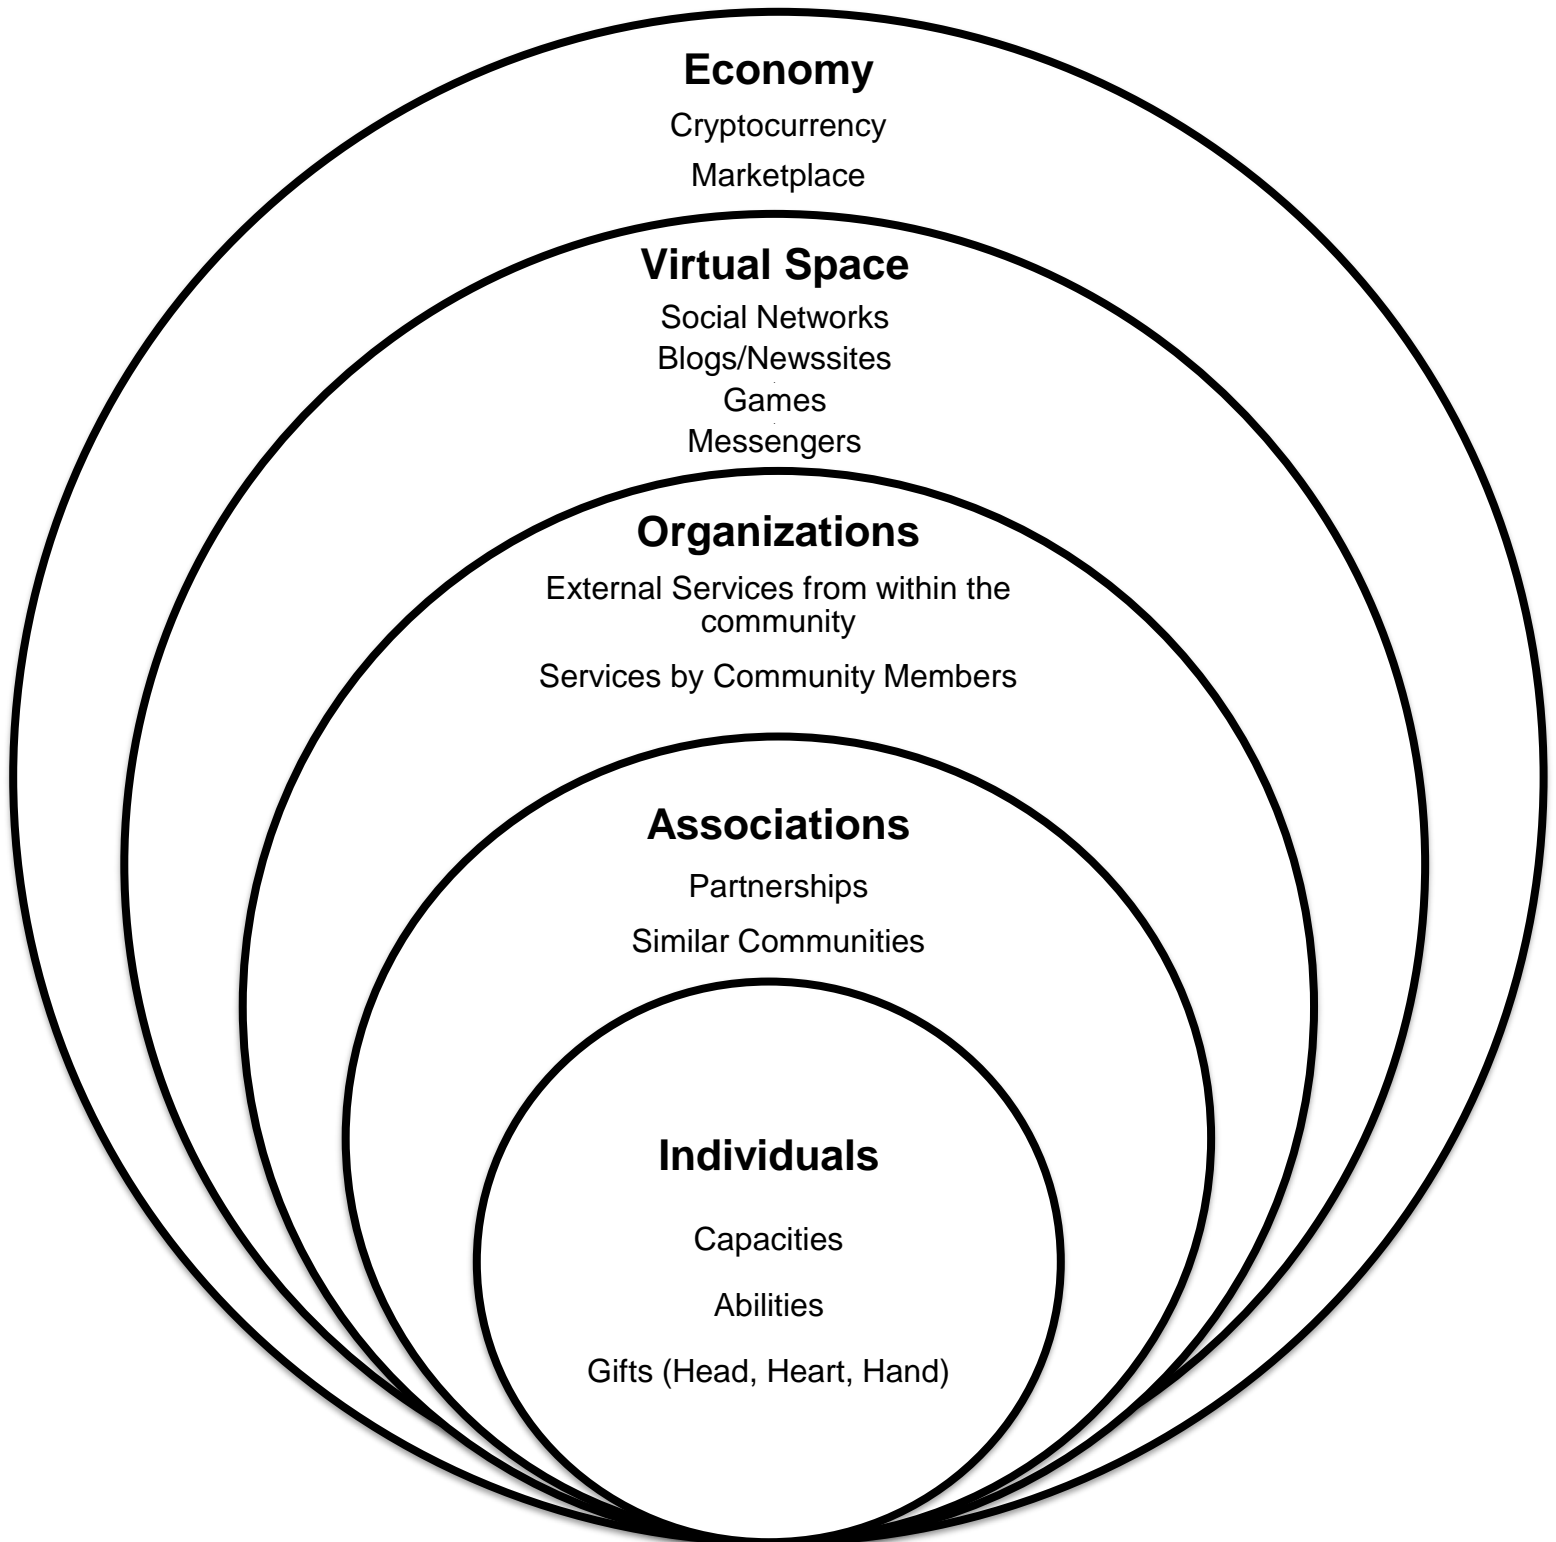 Economy
Cryptocurrency
Marketplace
Virtual Space
Social Networks
Blogs/Newssites
Games
Messengers
Organizations
External Services from within the
community
Services by Community Members
Associations
Partnerships
Similar Communities
Individuals
Capacities
Abilities
Gifts (Head, Heart, Hand)